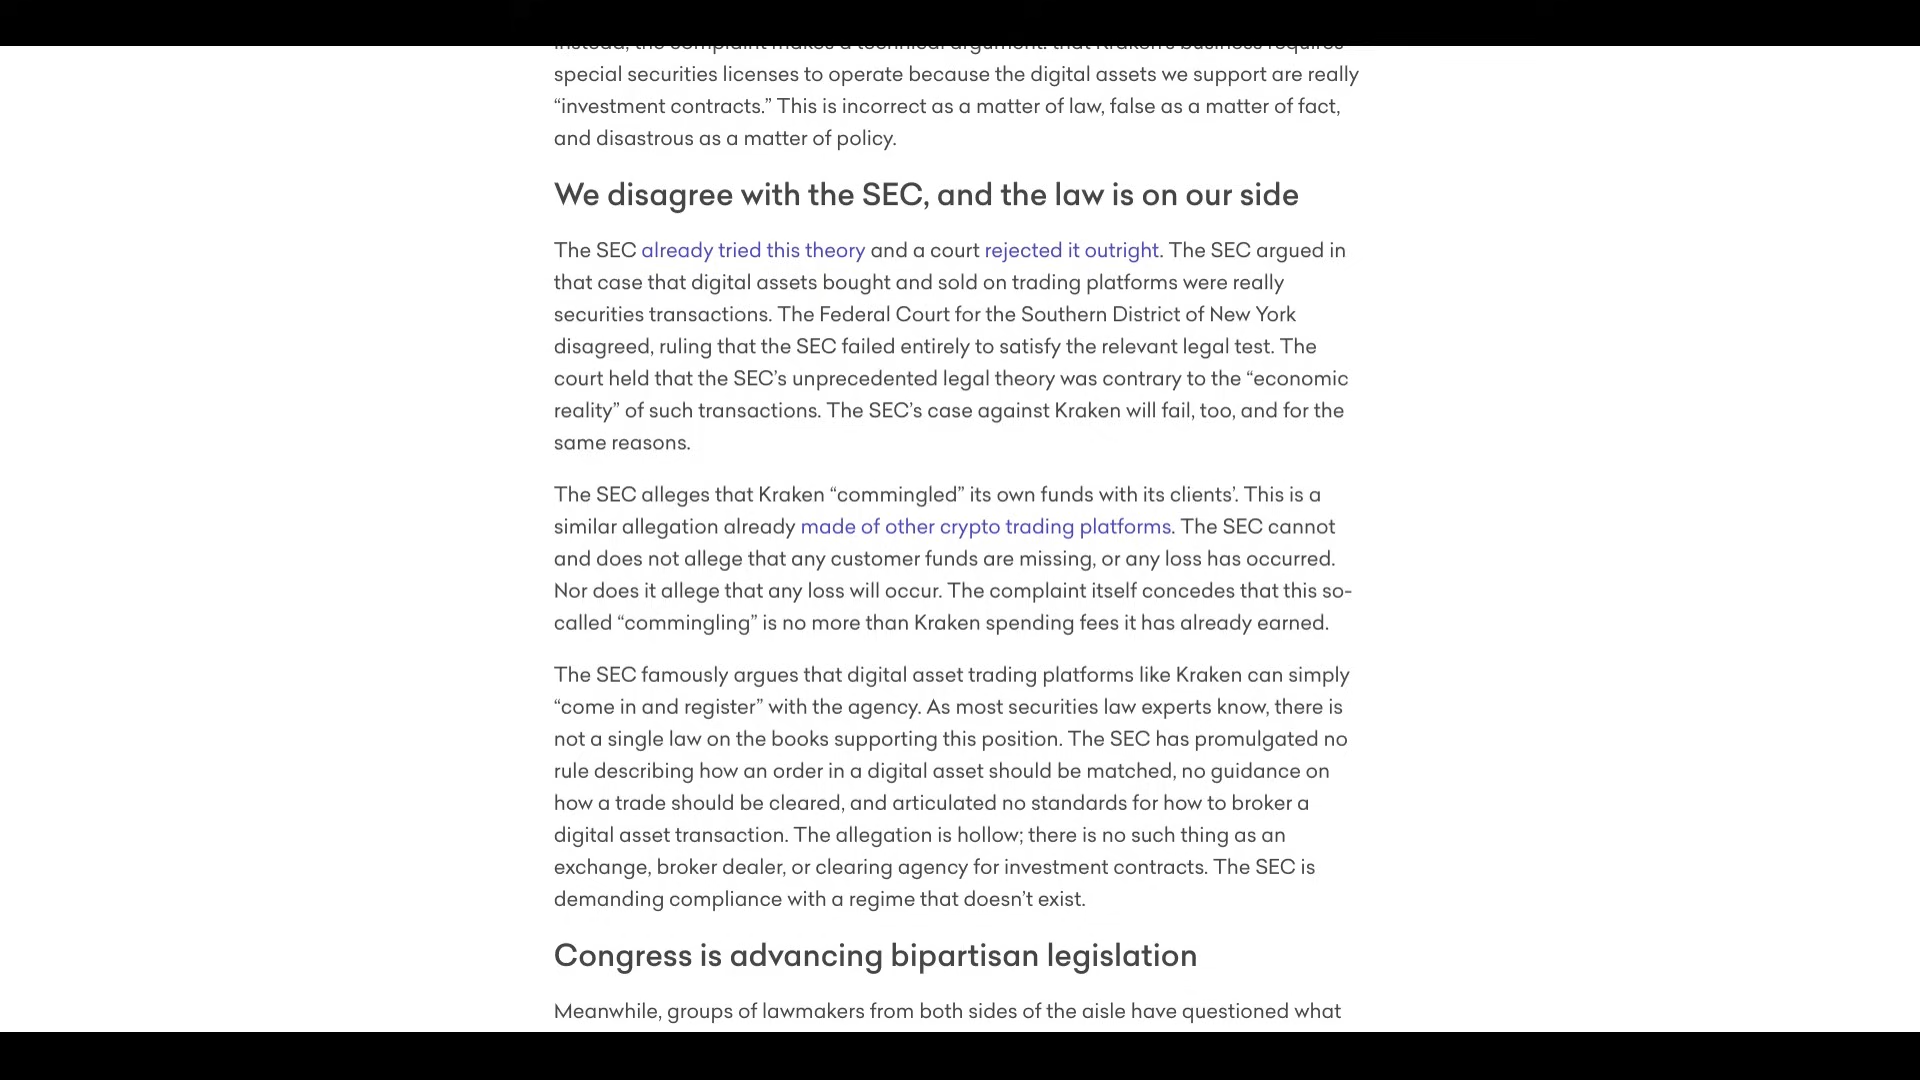 Instead, the complaint makes a technical argument: that Kraken's business requires
special securities licenses to operate because the digital assets we support are really
“investment contracts.” This is incorrect as a matter of law, false as a matter of fact,
and disastrous as a matter of policy.
We disagree with the SEC, and the law is on our side
The SEC already tried this theory and a court rejected it outright. The SEC argued in
that case that digital assets bought and sold on trading platforms were really
securities transactions. The Federal Court for the Southern District of New York
disagreed, ruling that the SEC failed entirely to satisfy the relevant legal test. The
court held that the SEC’s unprecedented legal theory was contrary to the “economic
reality” of such transactions. The SEC’s case against Kraken will fail, too, and for the
same reasons.
The SEC alleges that Kraken “commingled” its own funds with its clients’. This is a
similar allegation already made of other crypto trading platforms. The SEC cannot
and does not allege that any customer funds are missing, or any loss has occurred.
Nor does it allege that any loss will occur. The complaint itself concedes that this so-
called “commingling” is no more than Kraken spending fees it has already earned.
The SEC famously argues that digital asset trading platforms like Kraken can simply
“come in and register” with the agency. As most securities law experts know, there is
not a single law on the books supporting this position. The SEC has promulgated no
rule describing how an order in a digital asset should be matched, no guidance on
how a trade should be cleared, and articulated no standards for how to broker a
digital asset transaction. The allegation is hollow; there is no such thing as an
exchange, broker dealer, or clearing agency for investment contracts. The SEC is
demanding compliance with a regime that doesn’t exist.
Congress is advancing bipartisan legislation
Meanwhile, groups of lawmakers from both sides of the aisle have questioned what